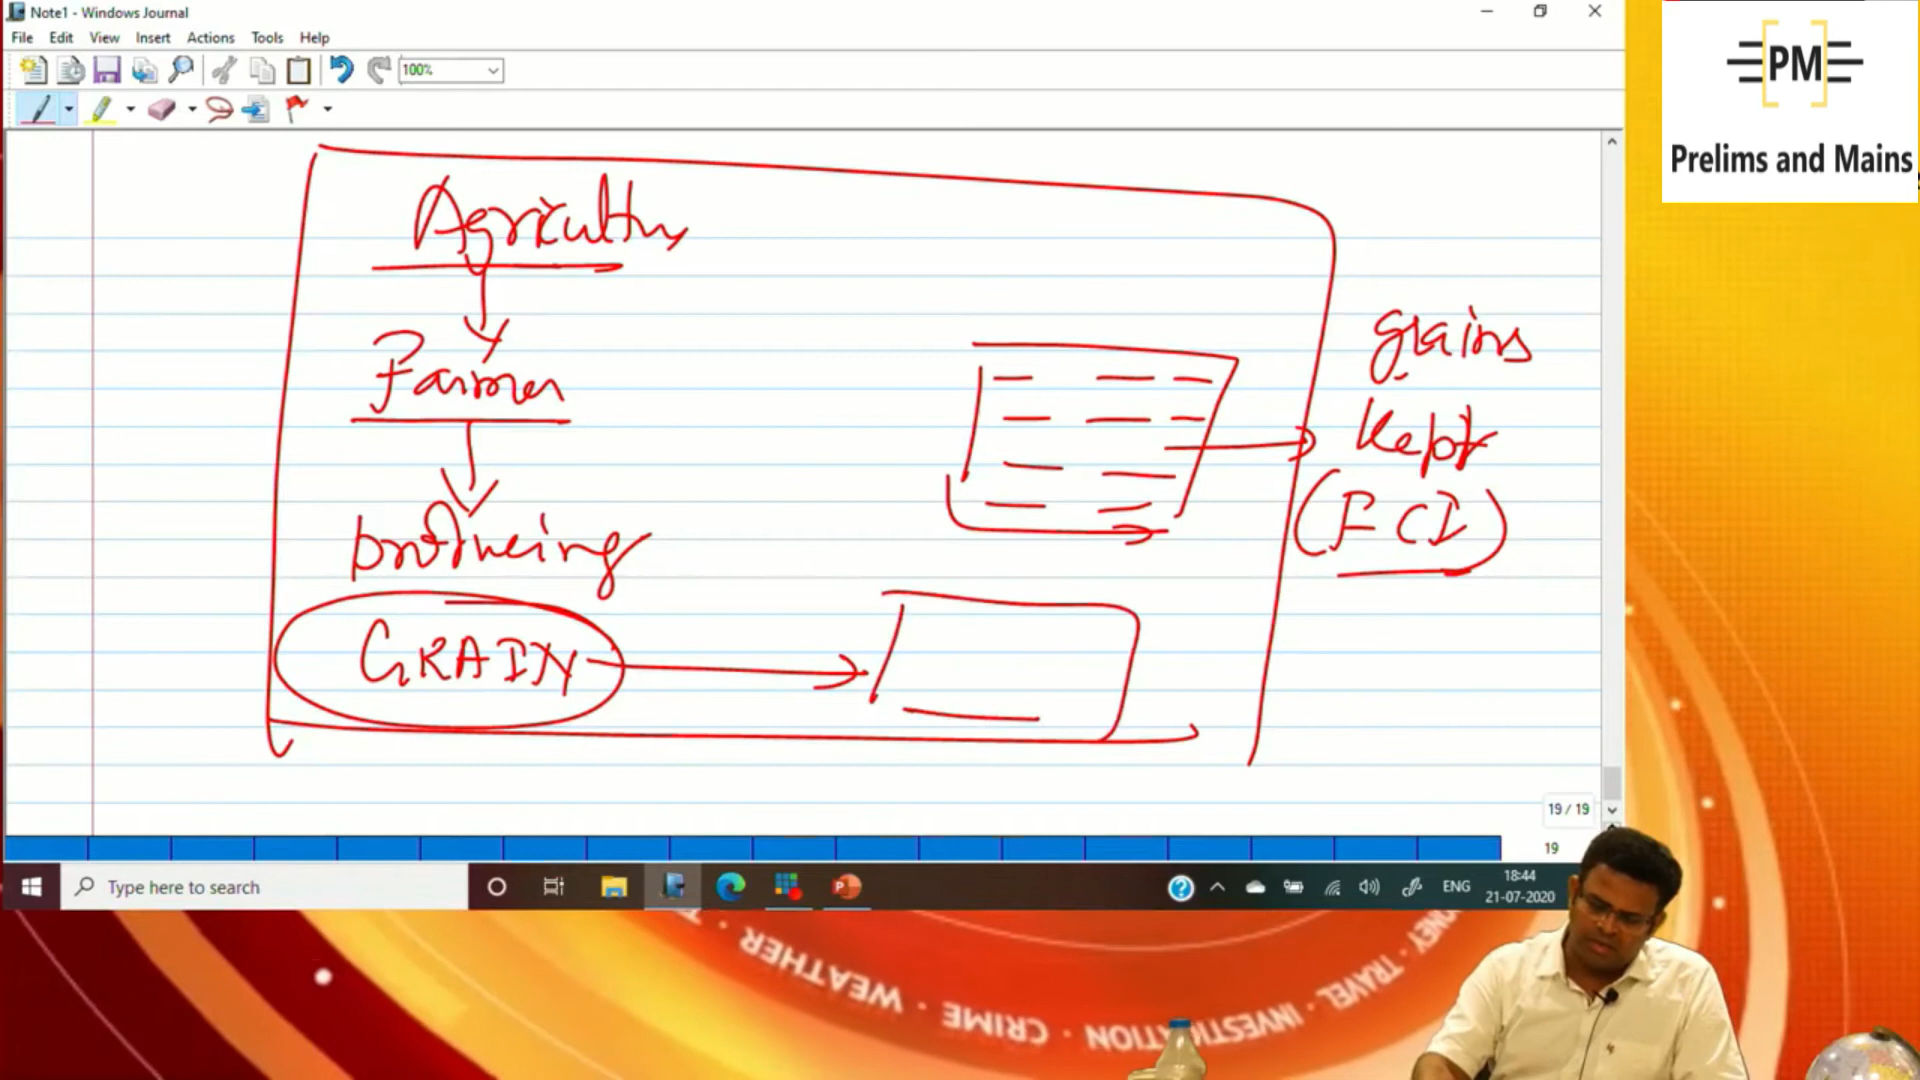 Note1 - Windows Journal
File Edit View Insert Actions Tools Help
100%
PM
Prelims and Mains
Agricultur
Farmer
producing
GRAIN
grains
Kept
(FCI)
19 / 19
19
Type here to search
ENG
18:44
21-07-2020
WEATHER · CRIME · INVESTIGATION · TRAVEL · MONEY